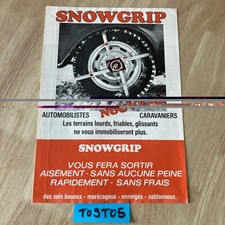 SNOWGRIP
AUTOMOBILISTES CARAVANIERS
Les terrains lourds, friables, glissants
ne vous immobiliseront plus.
SNOWGRIP
VOUS FERA SORTIR
AISÉMENT - SANS AUCUNE PEINE
RAPIDEMENT - SANS FRAIS
des sols boueux - marécageux - enneigés - sablonneux.
T09T05